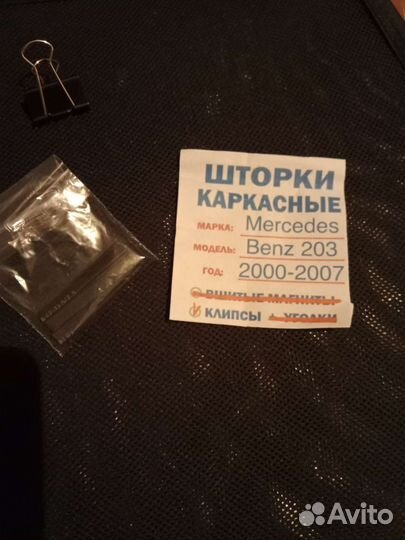 ШТОРКИ
КАРКАСНЫЕ
МАРКА: Mercedes
МОДЕЛЬ: Benz 203
ГОД: 2000-2007
ВШИТЫЕ МАГНИТЫ
КЛИПСЫ + УГОЛКИ
Avito